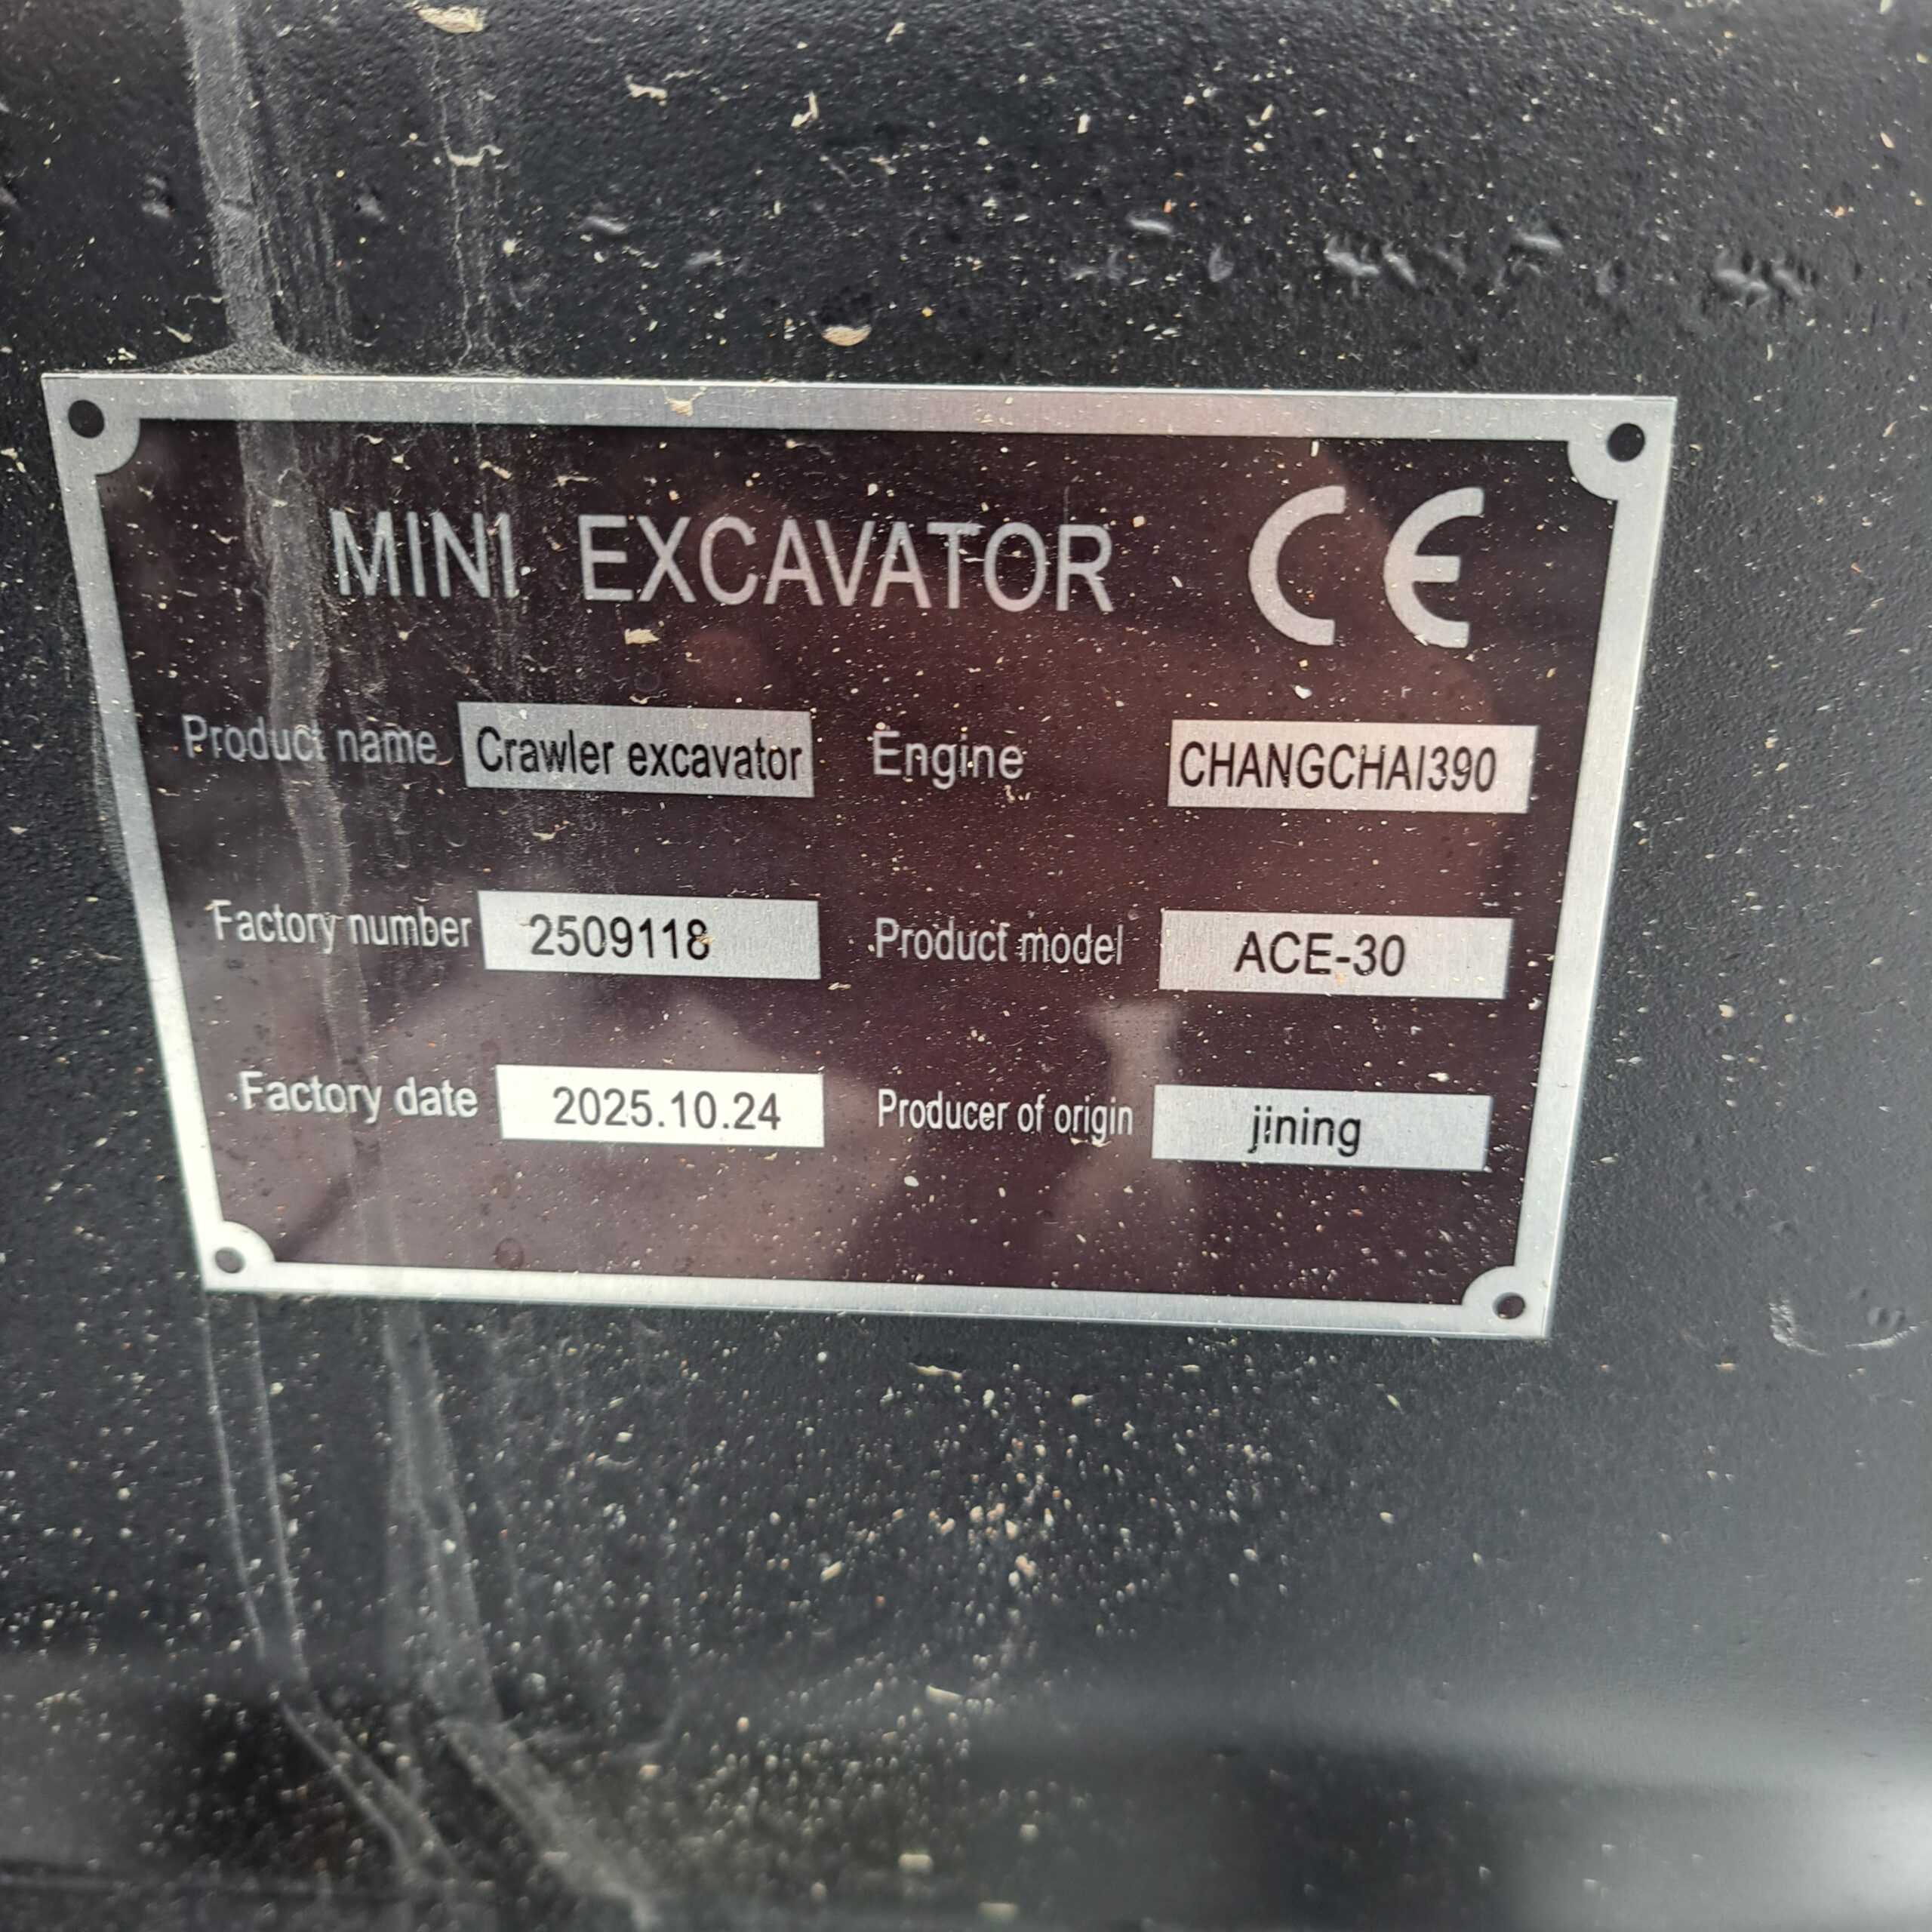 MINI EXCAVATOR CE
Product name Crawler excavator Engine CHANGCHAI390
Factory number 2509118 Product model ACE-30
Factory date 2025.10.24 Producer of origin jining